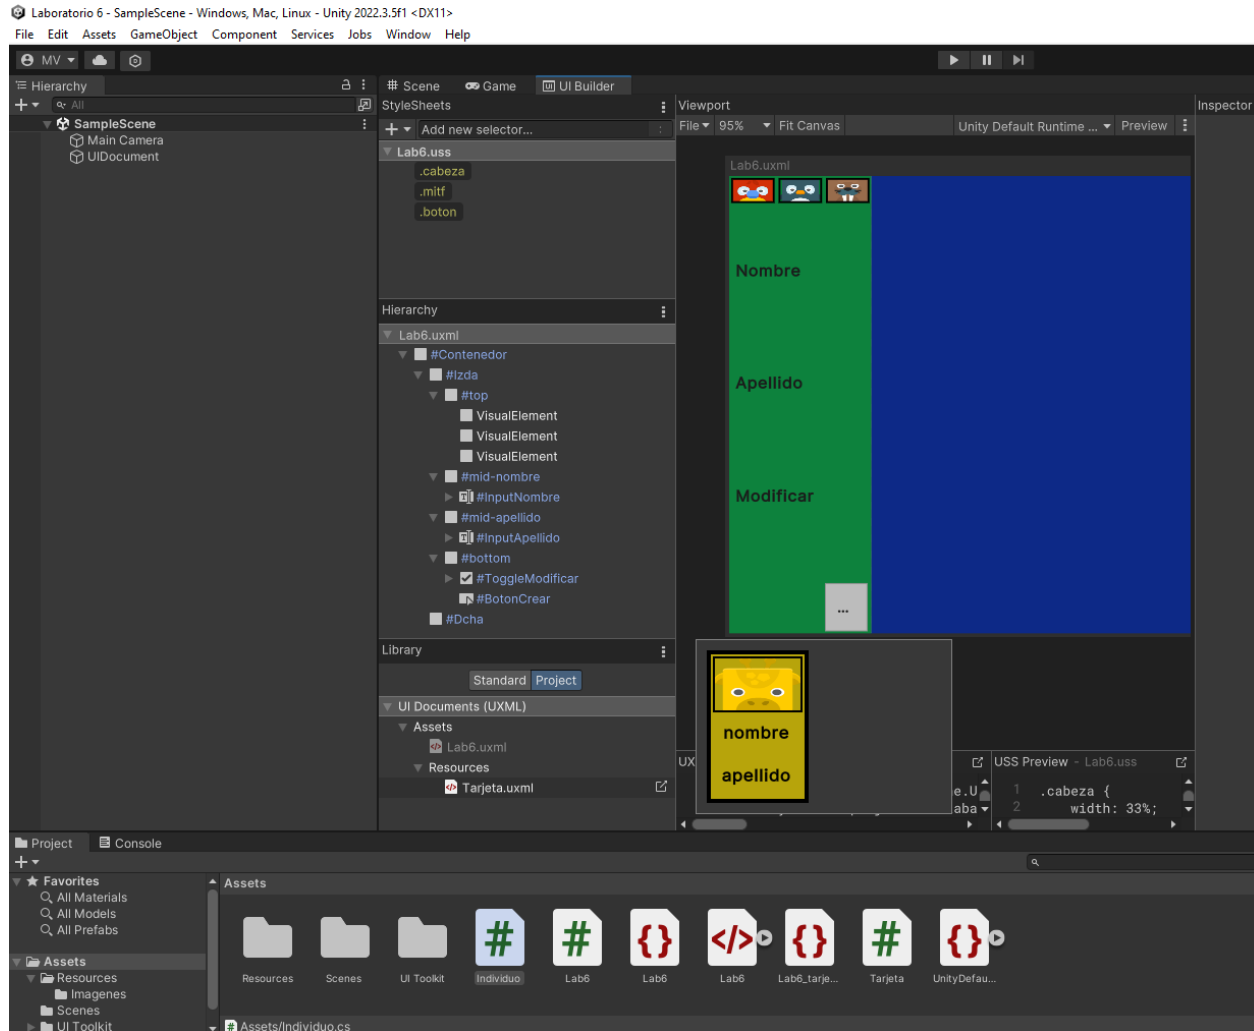 Laboratorio 6 - SampleScene - Windows, Mac, Linux - Unity 2022.3.5f1 <DX11>
File Edit Assets GameObject Component Services Jobs Window Help
MV
Hierarchy
All
SampleScene
Main Camera
UIDocument
Scene Game UI Builder
StyleSheets
Add new selector...
Lab6.uss
.cabeza
.mitf
.boton
Hierarchy
Lab6.uxml
#Contenedor
#Izda
#top
VisualElement
VisualElement
VisualElement
#mid-nombre
#InputNombre
#mid-apellido
#InputApellido
#bottom
#ToggleModificar
#BotonCrear
#Dcha
Library
Standard Project
UI Documents (UXML)
Assets
Lab6.uxml
Resources
Tarjeta.uxml
Viewport
File 95% Fit Canvas Unity Default Runtime ... Preview
Lab6.uxml
Nombre
Apellido
Modificar
...
nombre
apellido
UX
e.U
aba
USS Preview - Lab6.uss
1 .cabeza {
2 width: 33%;
Inspector
Project Console
Favorites
All Materials
All Models
All Prefabs
Assets
Resources
Imagenes
Scenes
UI Toolkit
Assets
Resources Scenes UI Toolkit Individuo Lab6 Lab6 Lab6 Lab6_tarje... Tarjeta UnityDefau...
Assets/Individuo.cs